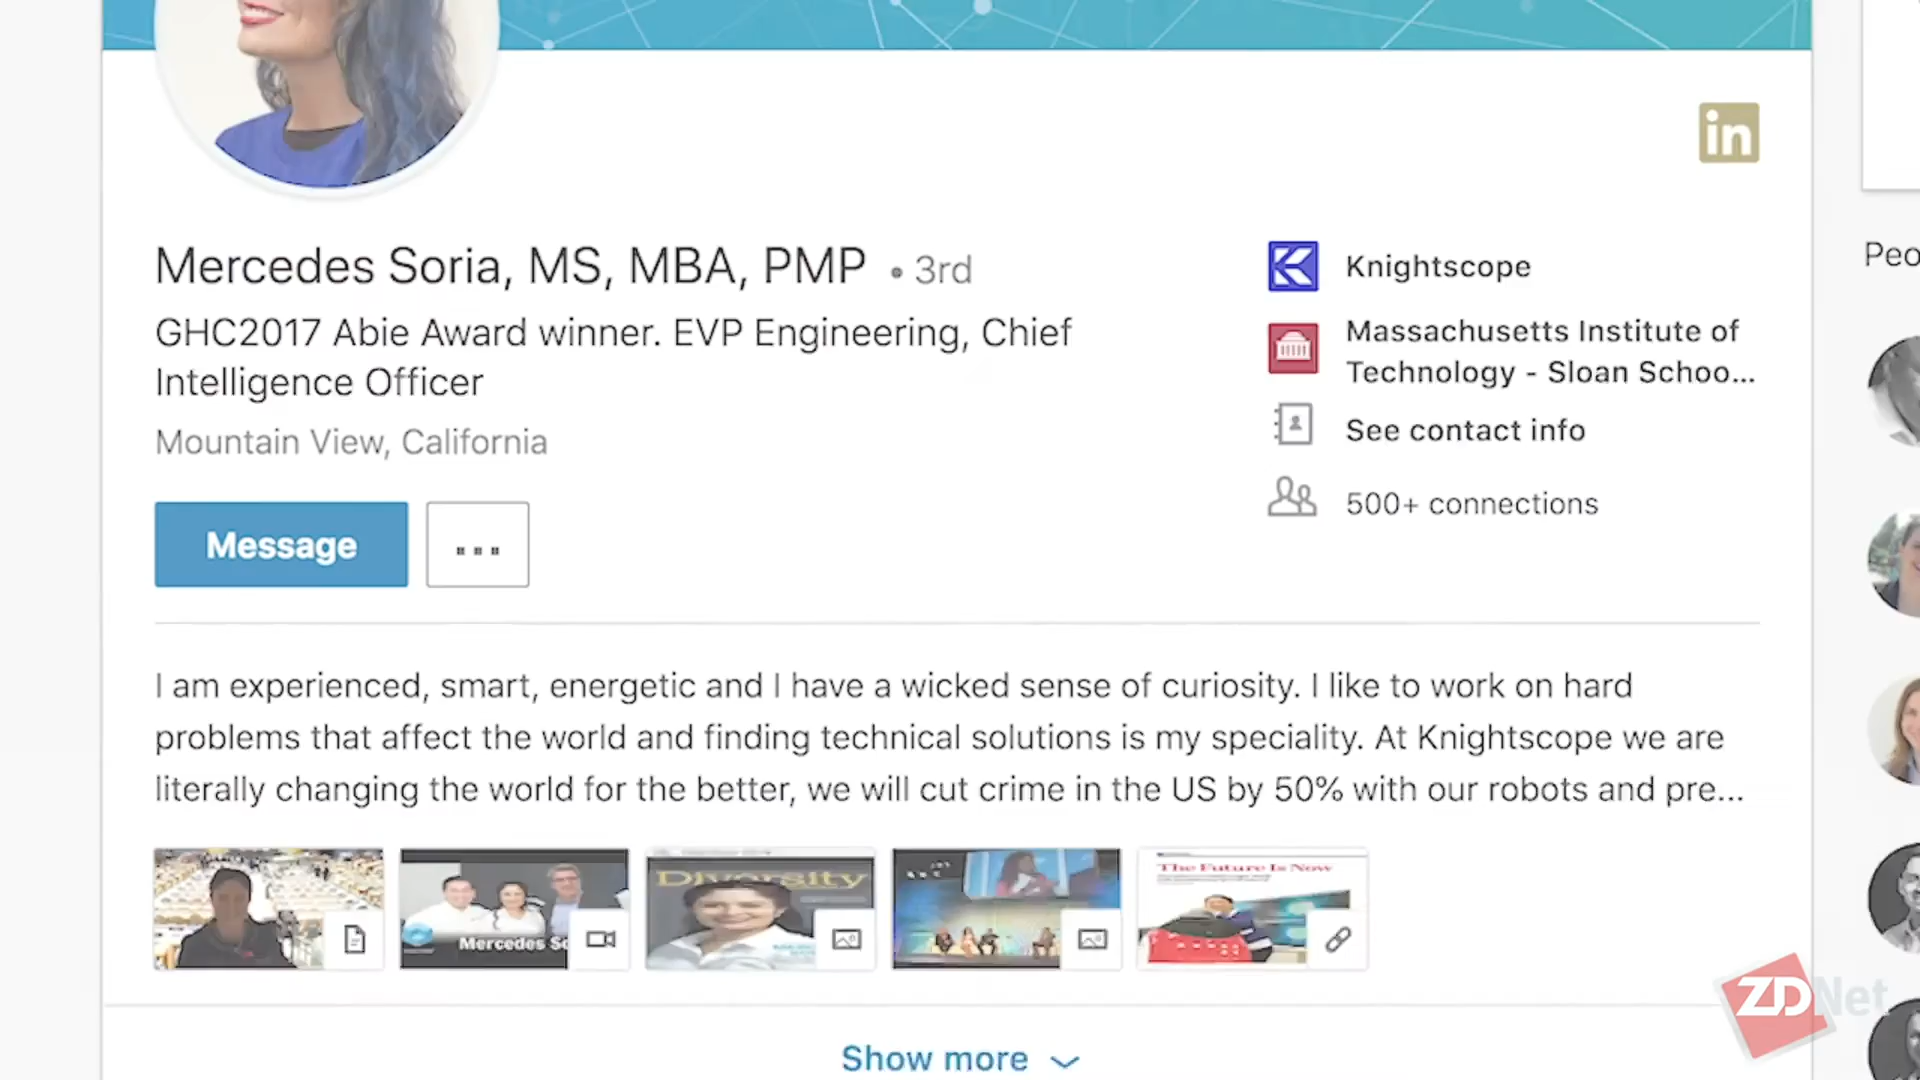 in
Mercedes Soria, MS, MBA, PMP • 3rd
GHC2017 Abie Award winner. EVP Engineering, Chief
Intelligence Officer
Mountain View, California
Message
...
Knightscope
Massachusetts Institute of
Technology - Sloan Schoo...
See contact info
500+ connections
Peo
I am experienced, smart, energetic and I have a wicked sense of curiosity. I like to work on hard
problems that affect the world and finding technical solutions is my speciality. At Knightscope we are
literally changing the world for the better, we will cut crime in the US by 50% with our robots and pre...
Mercedes So
Diversity
The Future Is Now
Show more
ZDNet